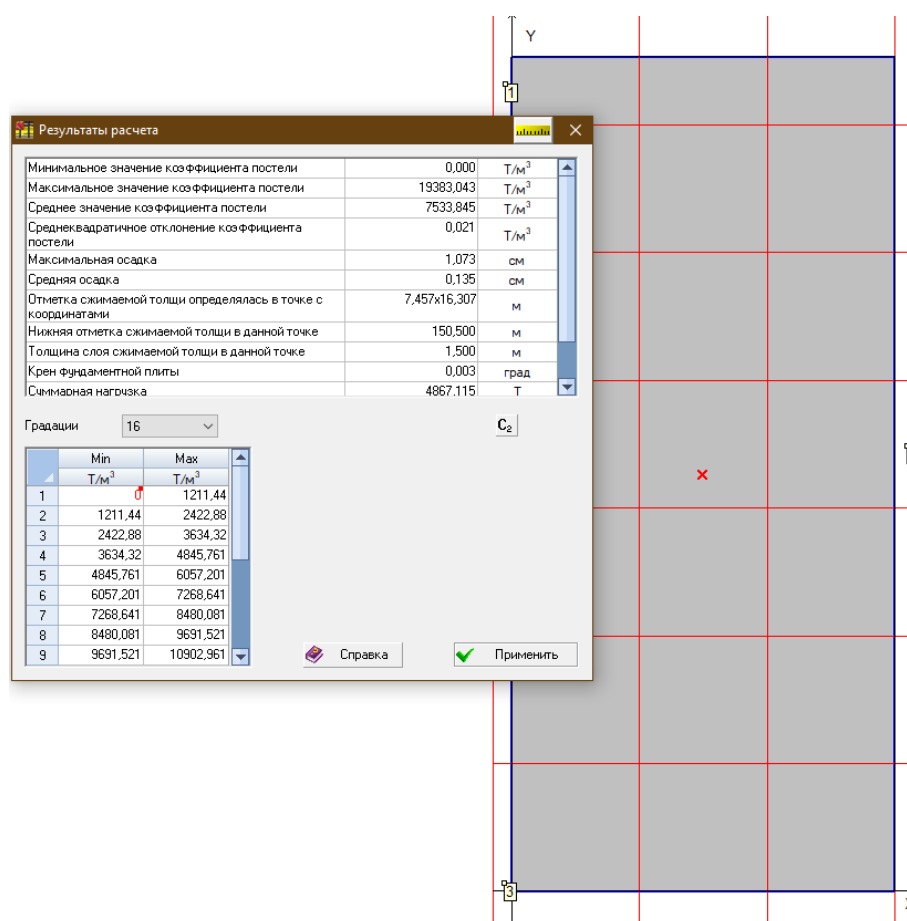 Y
1
Результаты расчета
Минимальное значение коэффициента постели 0,000 Т/м³
Максимальное значение коэффициента постели 19383,043 Т/м³
Среднее значение коэффициента постели 7533,845 Т/м³
Среднеквадратичное отклонение коэффициента
постели 0,021 Т/м³
Максимальная осадка 1,073 см
Средняя осадка 0,135 см
Отметка сжимаемой толщи определялась в точке с
координатами 7,457x16,307 м
Нижняя отметка сжимаемой толщи в данной точке 150,500 м
Толщина слоя сжимаемой толщи в данной точке 1,500 м
Крен фундаментной плиты 0,003 град
Суммарная нагрузка 4867,115 Т
Градации 16 C₂
Min Max
Т/м³ Т/м³
1 0 1211,44
2 1211,44 2422,88
3 2422,88 3634,32
4 3634,32 4845,761
5 4845,761 6057,201
6 6057,201 7268,641
7 7268,641 8480,081
8 8480,081 9691,521
9 9691,521 10902,961
Справка Применить
3